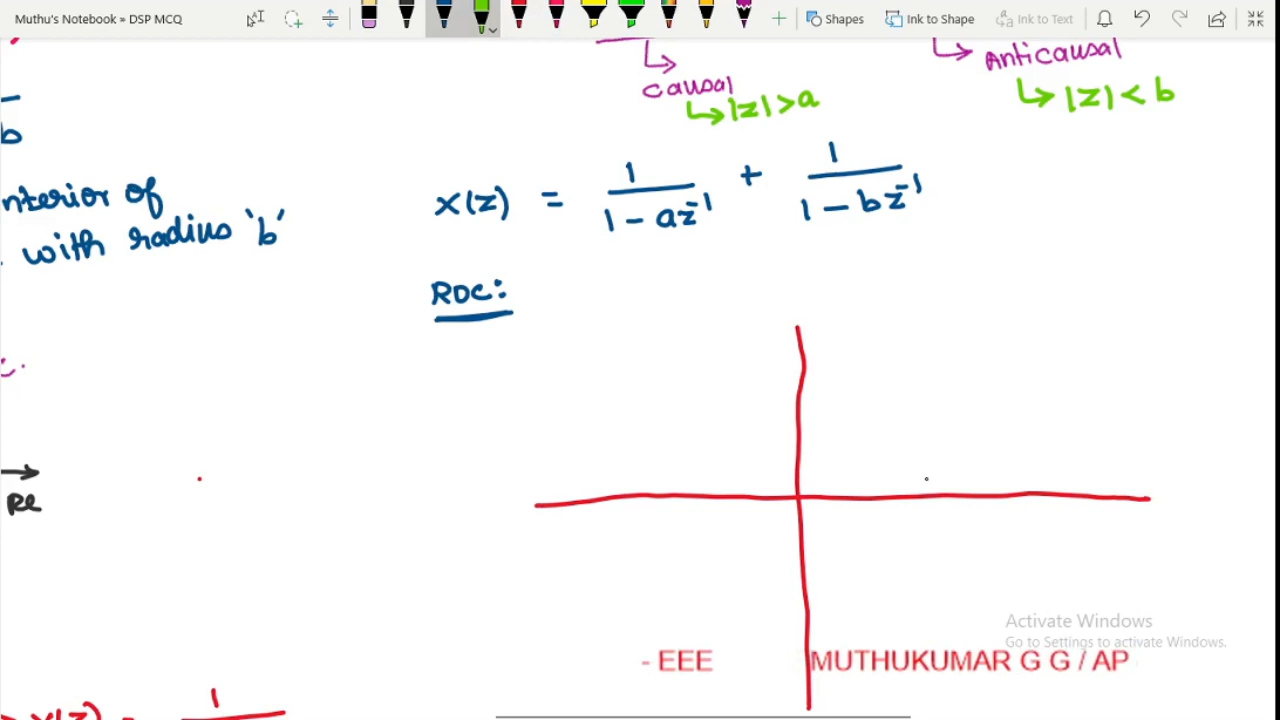 Muthu's Notebook » DSP MCQ
Shapes
Ink to Shape
Ink to Text
causal
↳ |z| > a
Anticausal
↳ |z| < b
b
nterior of
with radius 'b'
X(z) = 1/(1 - az⁻¹) + 1/(1 - bz⁻¹)
ROC:
Re
Activate Windows
Go to Settings to activate Windows.
- EEE
MUTHUKUMAR G G / AP
1